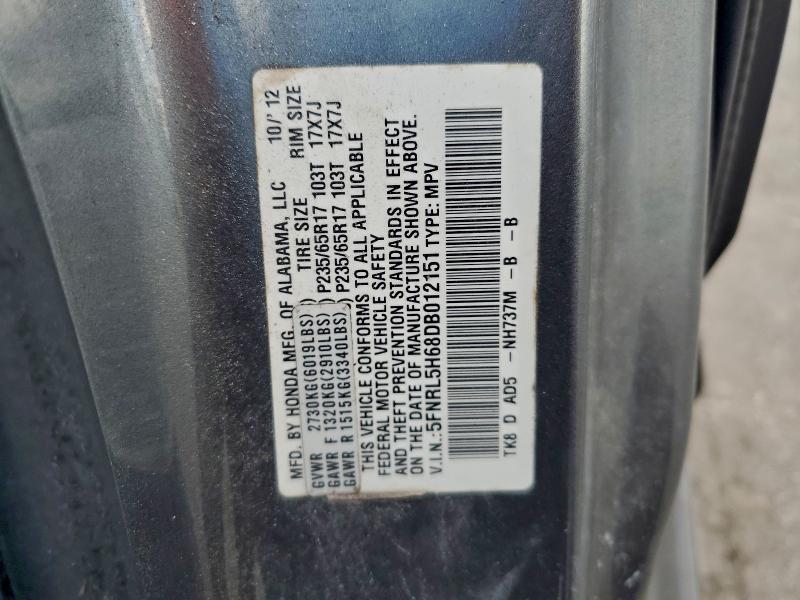 MFD. BY HONDA MFG. OF ALABAMA, LLC 10/'12
TIRE SIZE RIM SIZE
GVWR 2730KG(6019LBS)
GAWR F 1320KG(2910LBS) P235/65R17 103T 17X7J
GAWR R 1515KG(3340LBS) P235/65R17 103T 17X7J
THIS VEHICLE CONFORMS TO ALL APPLICABLE
FEDERAL MOTOR VEHICLE SAFETY
AND THEFT PREVENTION STANDARDS IN EFFECT
ON THE DATE OF MANUFACTURE SHOWN ABOVE.
V.I.N.:5FNRL5H68DB012151 TYPE: MPV
TK8 D AD5 -NH737M -B -B